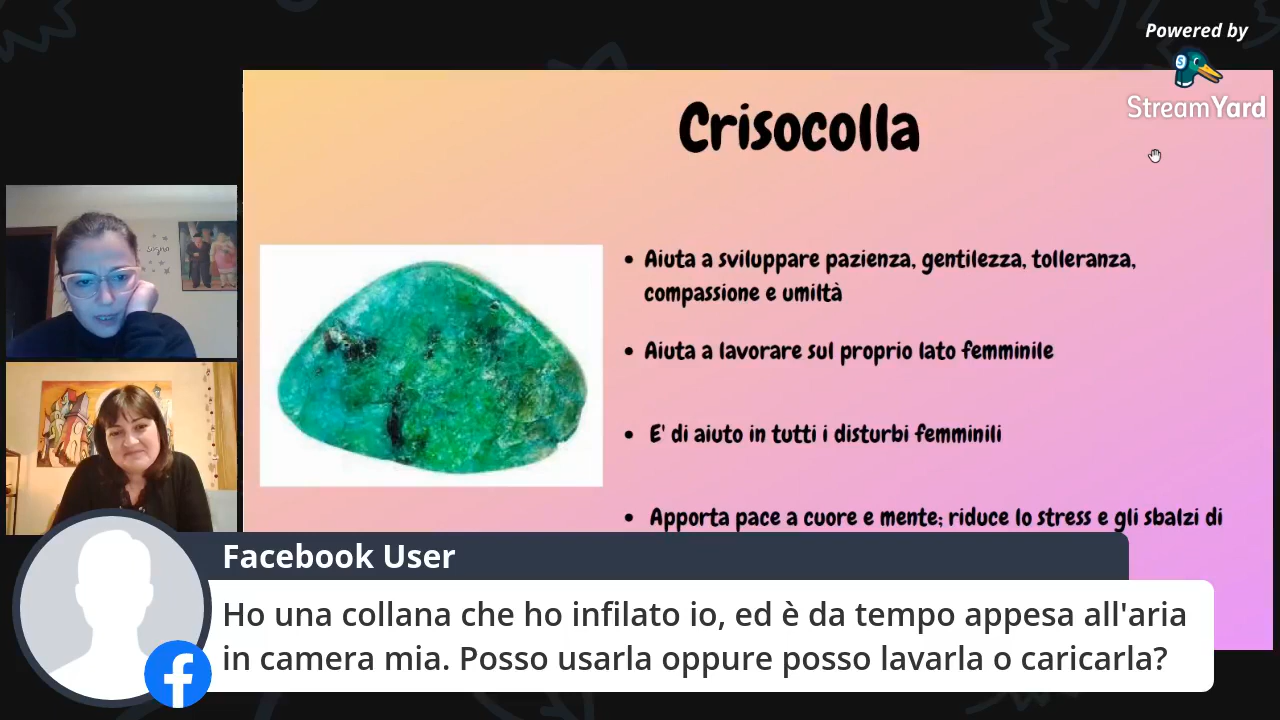 Powered by
StreamYard
Crisocolla
sogna
• Aiuta a sviluppare pazienza, gentilezza, tolleranza,
compassione e umiltà
• Aiuta a lavorare sul proprio lato femminile
• E' di aiuto in tutti i disturbi femminili
• Apporta pace a cuore e mente; riduce lo stress e gli sbalzi di
Facebook User
Ho una collana che ho infilato io, ed è da tempo appesa all'aria
in camera mia. Posso usarla oppure posso lavarla o caricarla?